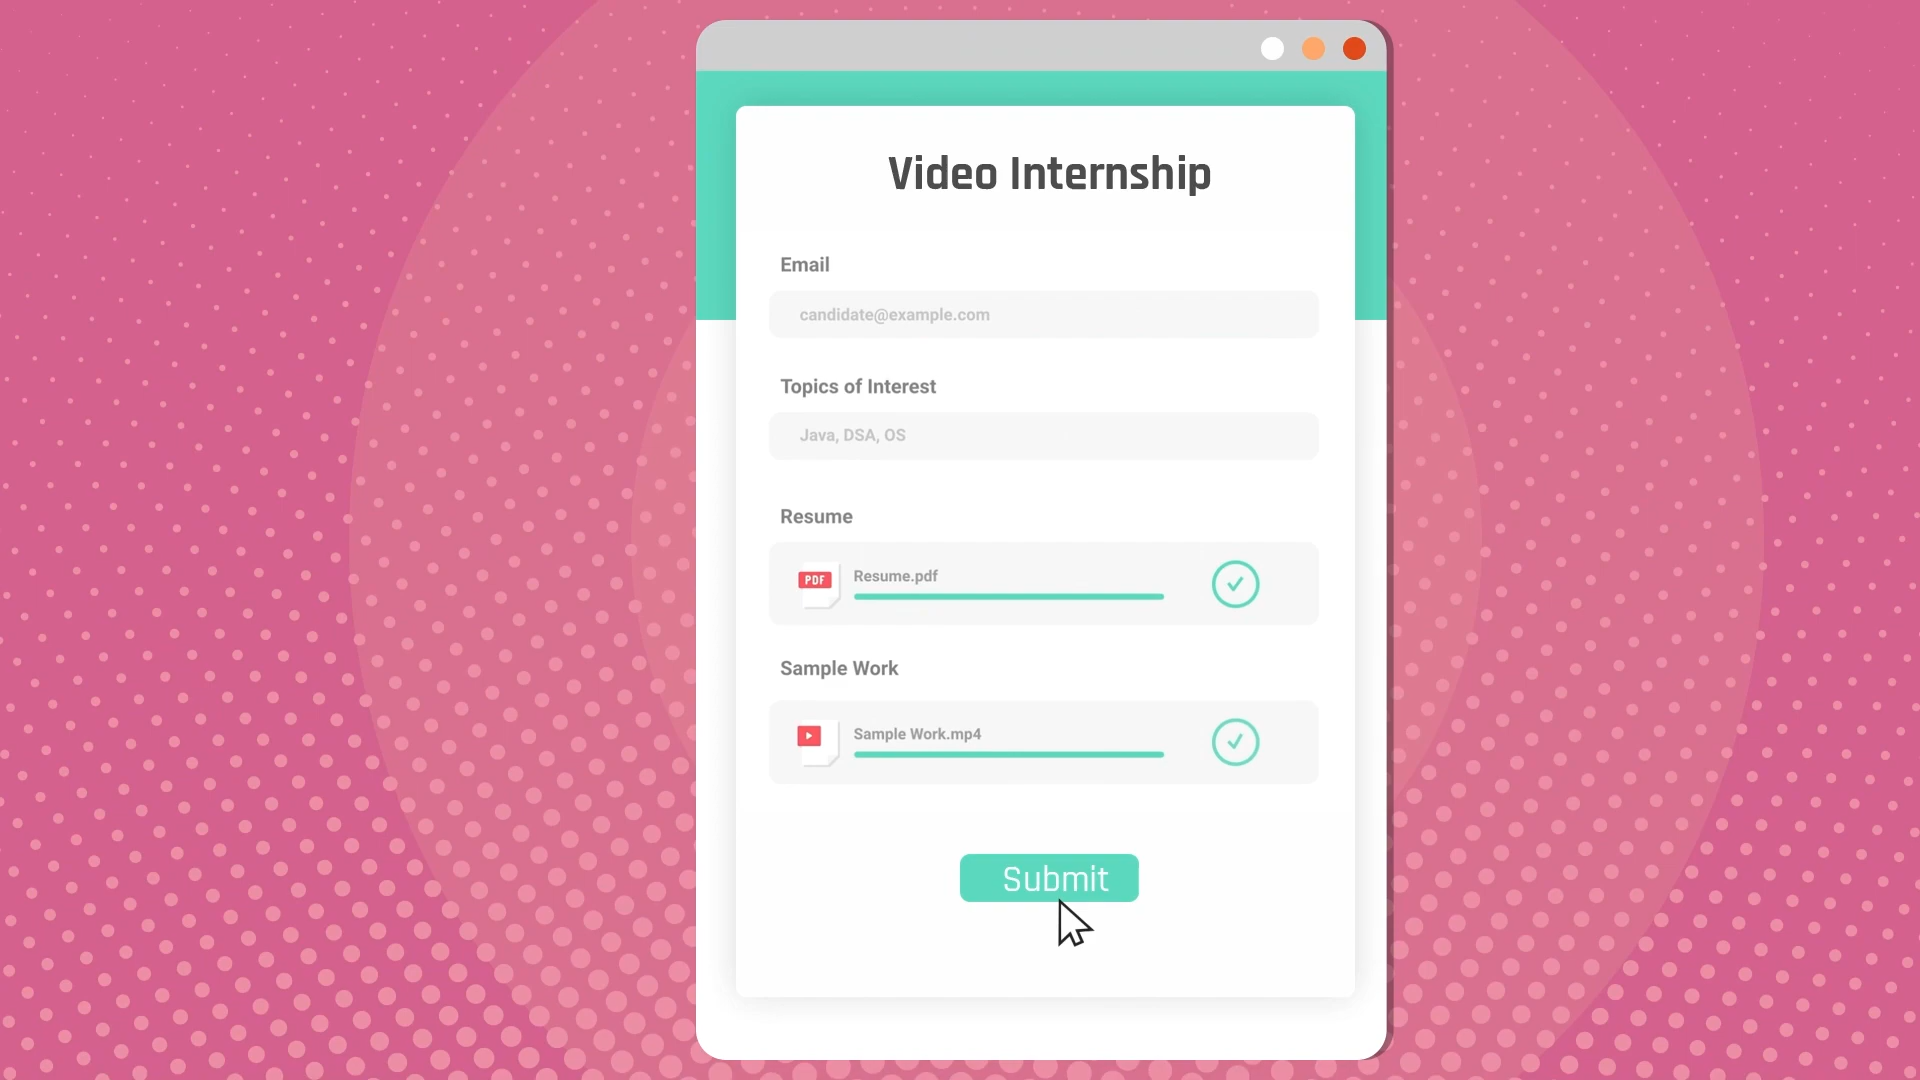 Video Internship
Email
candidate@example.com
Topics of Interest
Java, DSA, OS
Resume
PDF
Resume.pdf
Sample Work
Sample Work.mp4
Submit